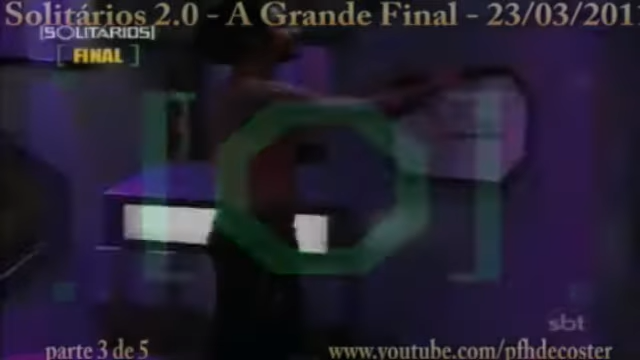 Solitários 2.0 - A Grande Final - 23/03/201
[SOLITÁRIOS]
[FINAL]
[O]
sbt
parte 3 de 5
www.youtube.com/pfhdecoster